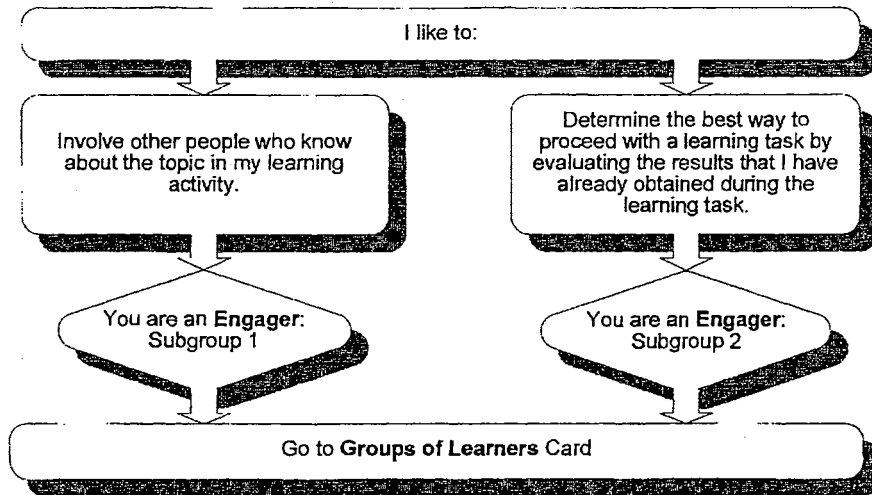 I like to:
Involve other people who know
about the topic in my learning
activity.
Determine the best way to
proceed with a learning task by
evaluating the results that I have
already obtained during the
learning task.
You are an Engager:
Subgroup 1
You are an Engager:
Subgroup 2
Go to Groups of Learners Card